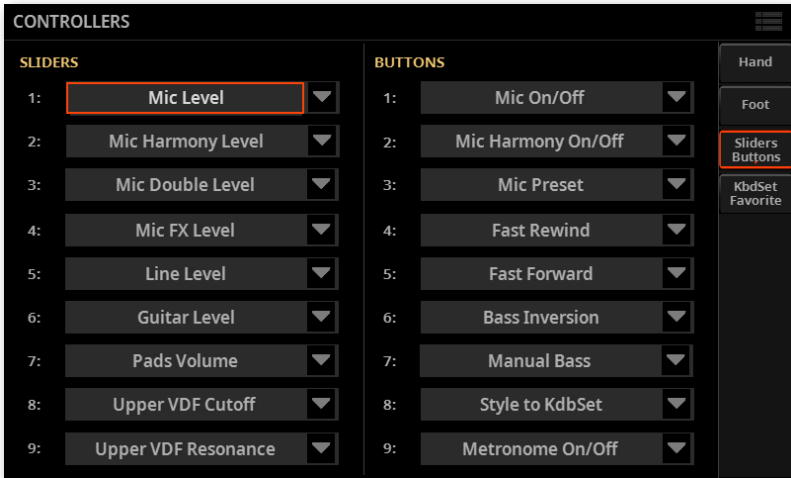 CONTROLLERS
SLIDERS
1: Mic Level
2: Mic Harmony Level
3: Mic Double Level
4: Mic FX Level
5: Line Level
6: Guitar Level
7: Pads Volume
8: Upper VDF Cutoff
9: Upper VDF Resonance
BUTTONS
1: Mic On/Off
2: Mic Harmony On/Off
3: Mic Preset
4: Fast Rewind
5: Fast Forward
6: Bass Inversion
7: Manual Bass
8: Style to KdbSet
9: Metronome On/Off
Hand
Foot
Sliders
Buttons
KbdSet
Favorite